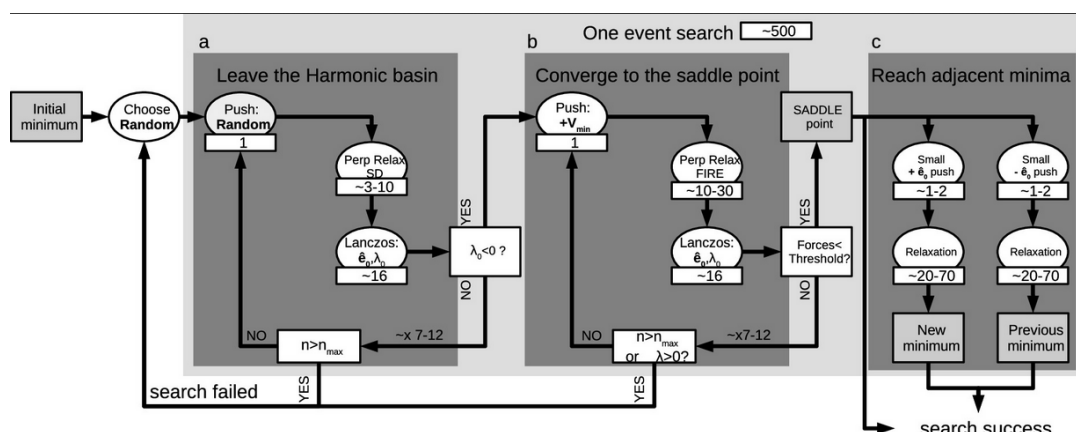 One event search ~500
a
Leave the Harmonic basin
b
Converge to the saddle point
c
Reach adjacent minima
Initial
minimum
Choose
Random
Push:
Random
1
Perp Relax
SD
~3-10
Lanczos:
ê₀,λ₀
~16
λ₀<0 ?
YES
NO
~x 7-12
n>nmax
NO
YES
Push:
+Vmin
1
Perp Relax
FIRE
~10-30
Lanczos:
ê₀,λ₀
~16
Forces<
Threshold?
YES
NO
~x7-12
n>nmax
or λ>0?
NO
YES
SADDLE
point
Small
+ ê₀ push
~1-2
Relaxation
~20-70
New
minimum
Small
- ê₀ push
~1-2
Relaxation
~20-70
Previous
minimum
search failed
search success